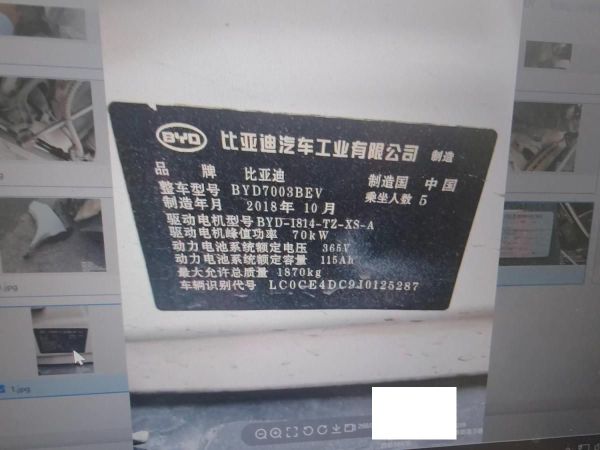 BYD 比亚迪汽车工业有限公司 制造
品 牌 比亚迪 制造国 中国
整车型号 BYD7003BEV 乘坐人数 5
制造年月 2018年10月
驱动电机型号 BYD-1814-TZ-XS-A
驱动电机峰值功率 70kW
动力电池系统额定电压 365V
动力电池系统额定容量 115Ah
最大允许总质量 1870kg
车辆识别代号 LC0CE4DC9J0125287
.jpg
1.jpg